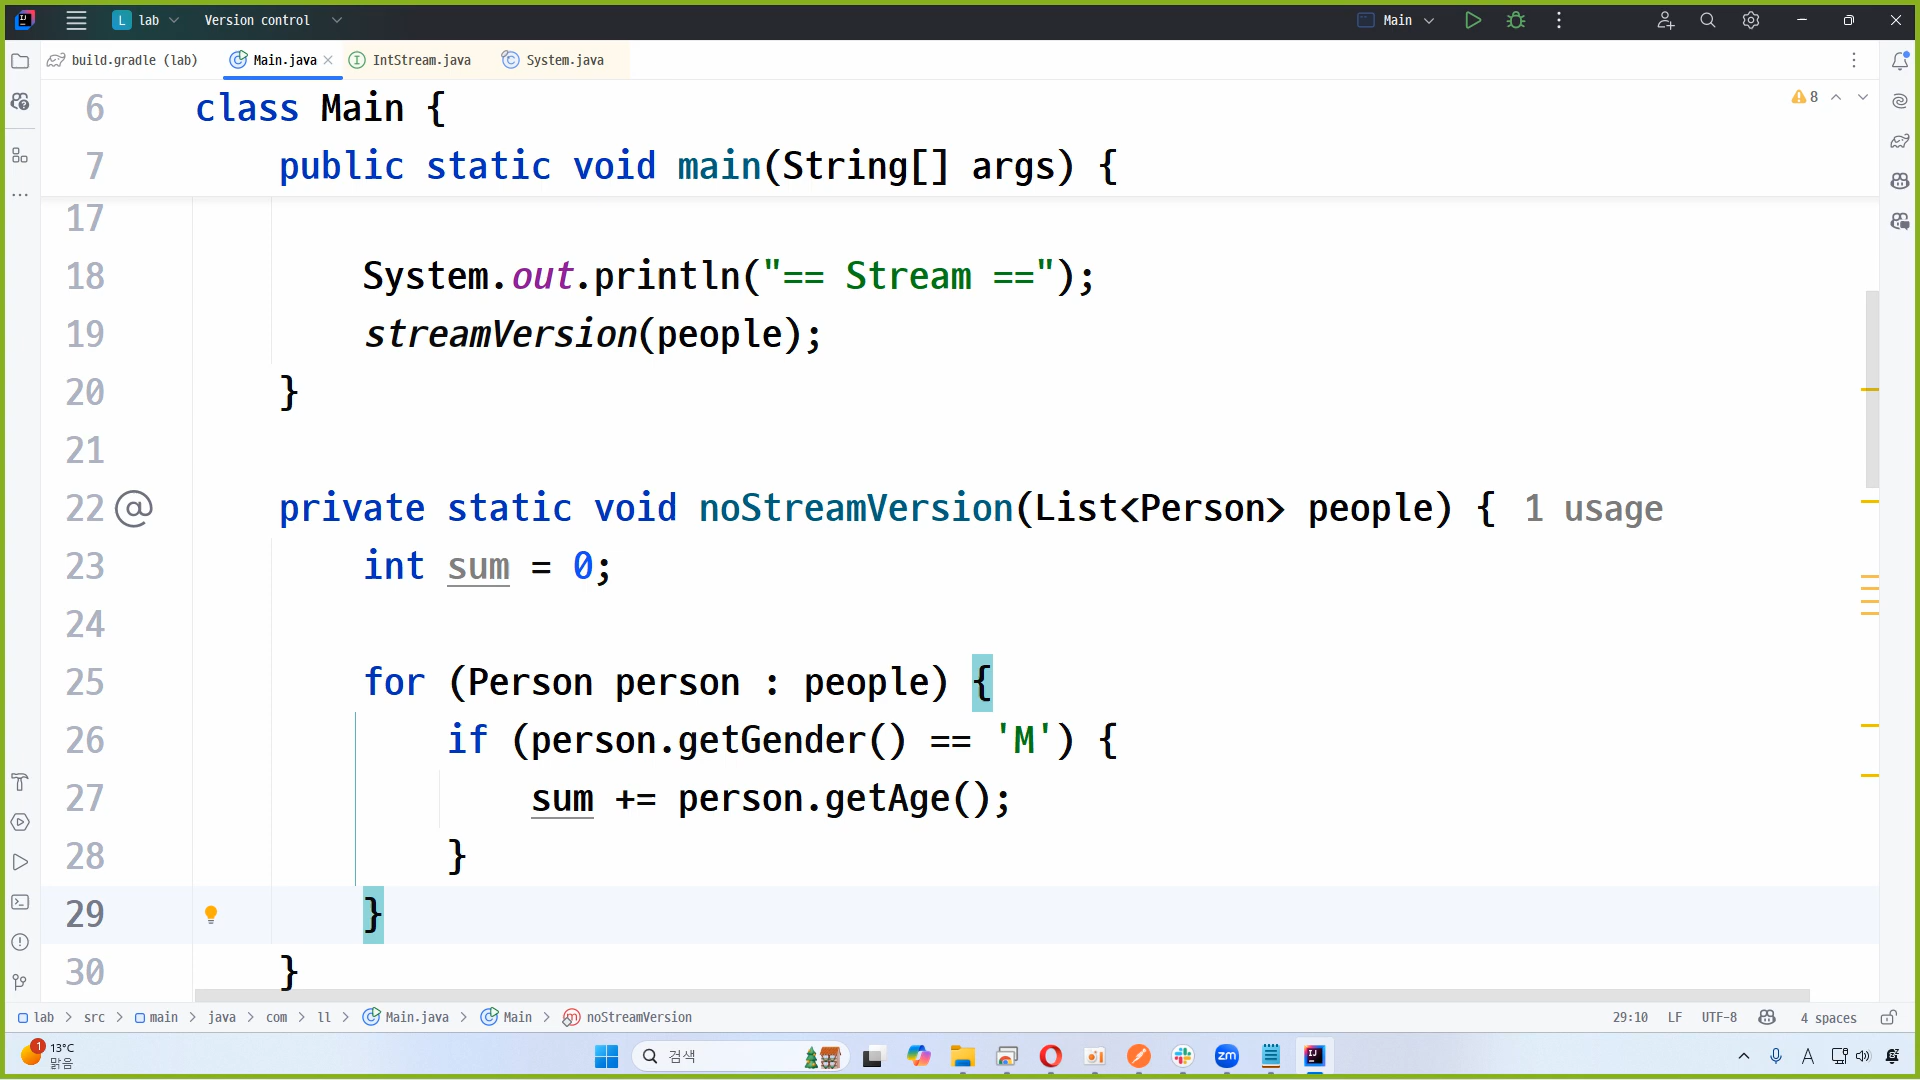 L lab Version control Main
build.gradle (lab) Main.java IntStream.java System.java
6 class Main { 8
7 public static void main(String[] args) {
17
18 System.out.println("== Stream ==");
19 streamVersion(people);
20 }
21
22 private static void noStreamVersion(List<Person> people) { 1 usage
23 int sum = 0;
24
25 for (Person person : people) {
26 if (person.getGender() == 'M') {
27 sum += person.getAge();
28 }
29 }
30 }
lab > src > main > java > com > ll > Main.java > Main > noStreamVersion 29:10 LF UTF-8 4 spaces
1 13°C
맑음
검색
zm
A